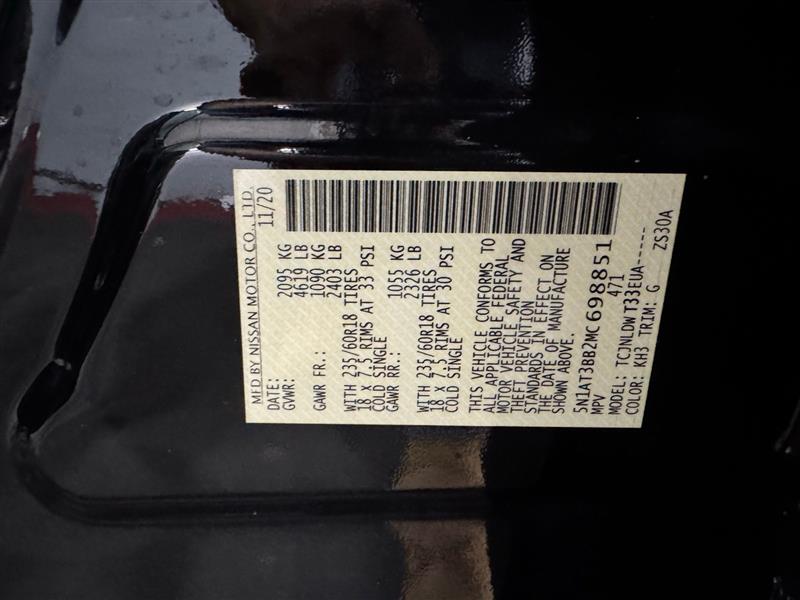 MFD BY NISSAN MOTOR CO., LTD.
DATE: 11/20
GVWR: 2095 KG
4619 LB
GAWR FR.: 1090 KG
2403 LB
WITH 235/60R18 TIRES
18 X 7.5 RIMS AT 33 PSI
COLD SINGLE
GAWR RR.: 1055 KG
2326 LB
WITH 235/60R18 TIRES
18 X 7.5 RIMS AT 30 PSI
COLD SINGLE
THIS VEHICLE CONFORMS TO
ALL APPLICABLE FEDERAL
MOTOR VEHICLE SAFETY AND
THEFT PREVENTION
STANDARDS IN EFFECT ON
THE DATE OF MANUFACTURE
SHOWN ABOVE.
5N1AT3BB2MC698851
MPV 471
MODEL: TCJNLDWT33EUA------
COLOR: KH3 TRIM: G ZS30A